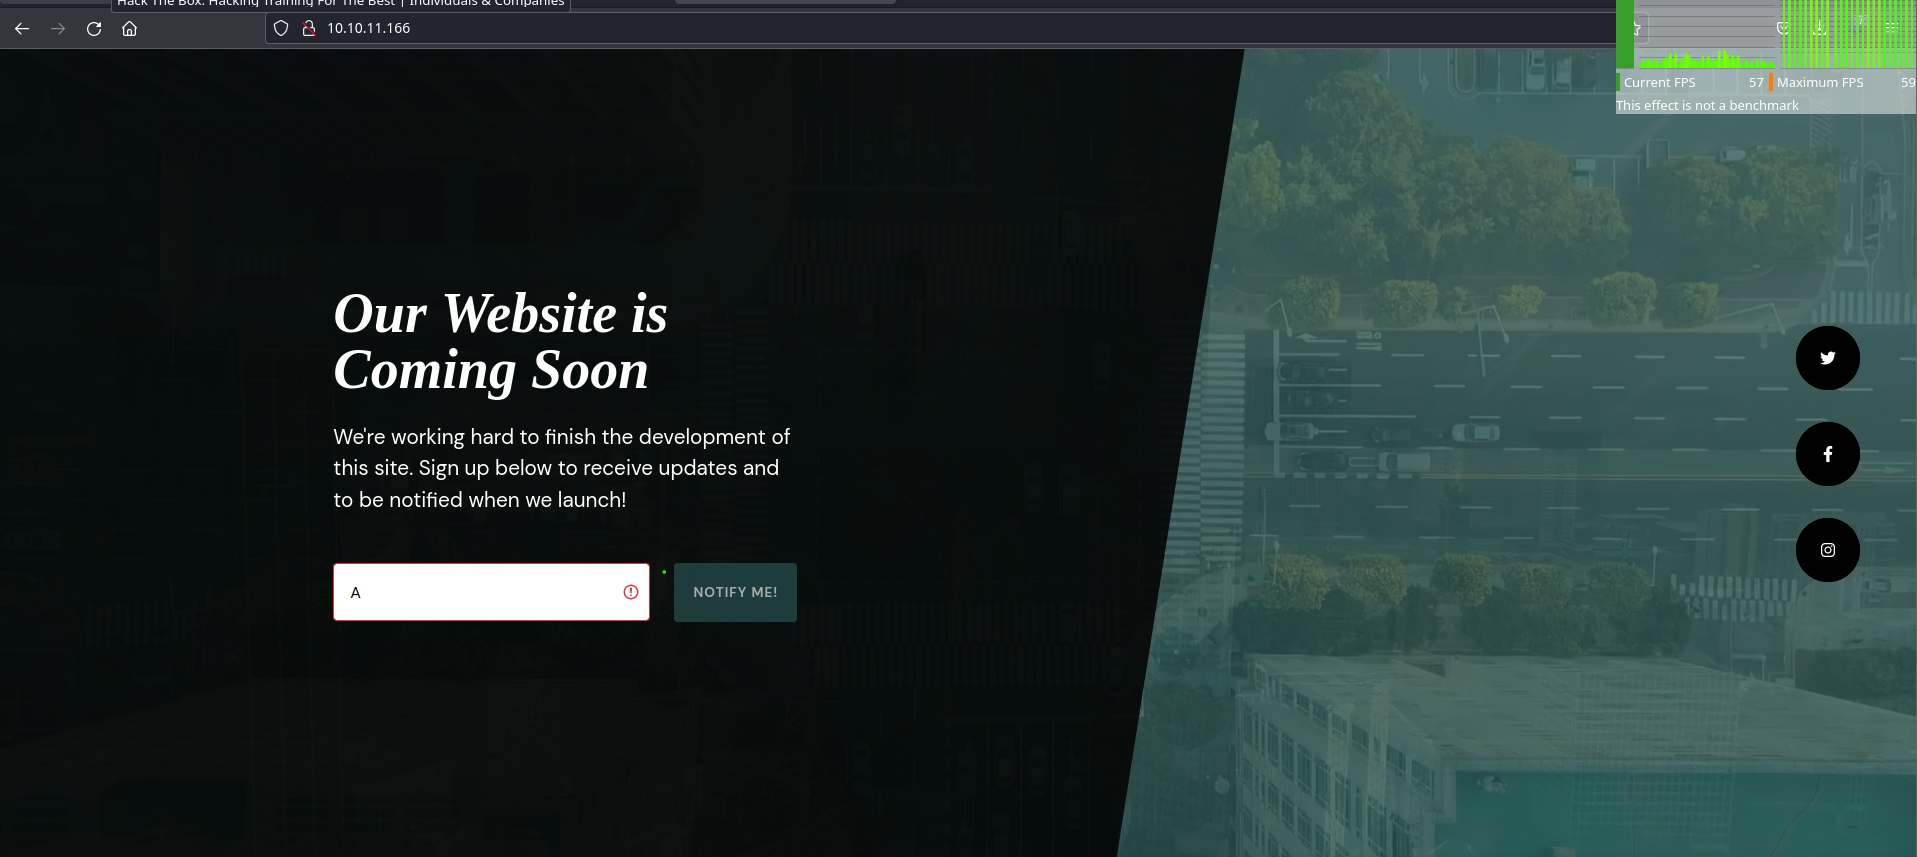 Hack The Box: Hacking Training For The Best | Individuals & Companies
10.10.11.166
Current FPS 57 Maximum FPS 59
This effect is not a benchmark
Our Website is
Coming Soon
We're working hard to finish the development of
this site. Sign up below to receive updates and
to be notified when we launch!
A
NOTIFY ME!